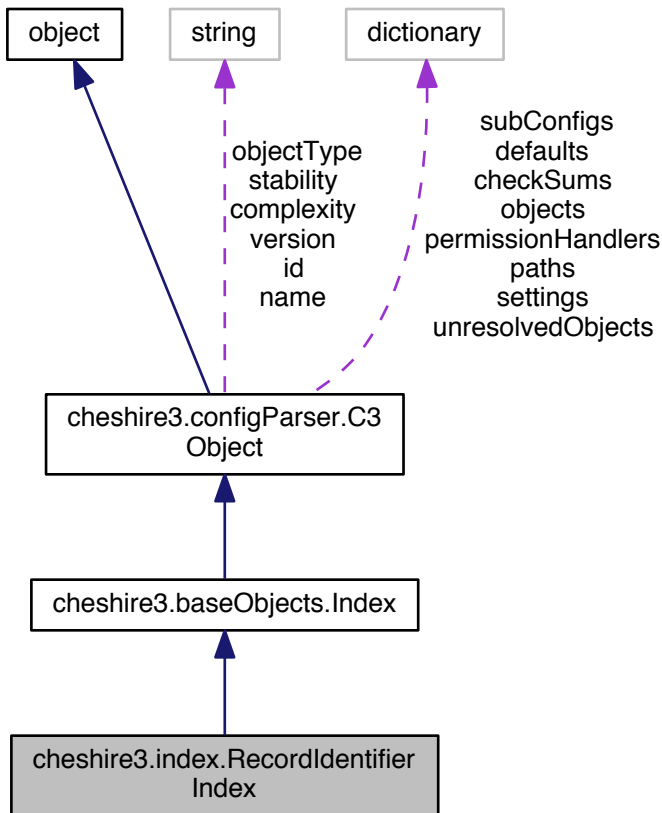 object
string
dictionary
objectType
stability
complexity
version
id
name
subConfigs
defaults
checkSums
objects
permissionHandlers
paths
settings
unresolvedObjects
cheshire3.configParser.C3
Object
cheshire3.baseObjects.Index
cheshire3.index.RecordIdentifier
Index